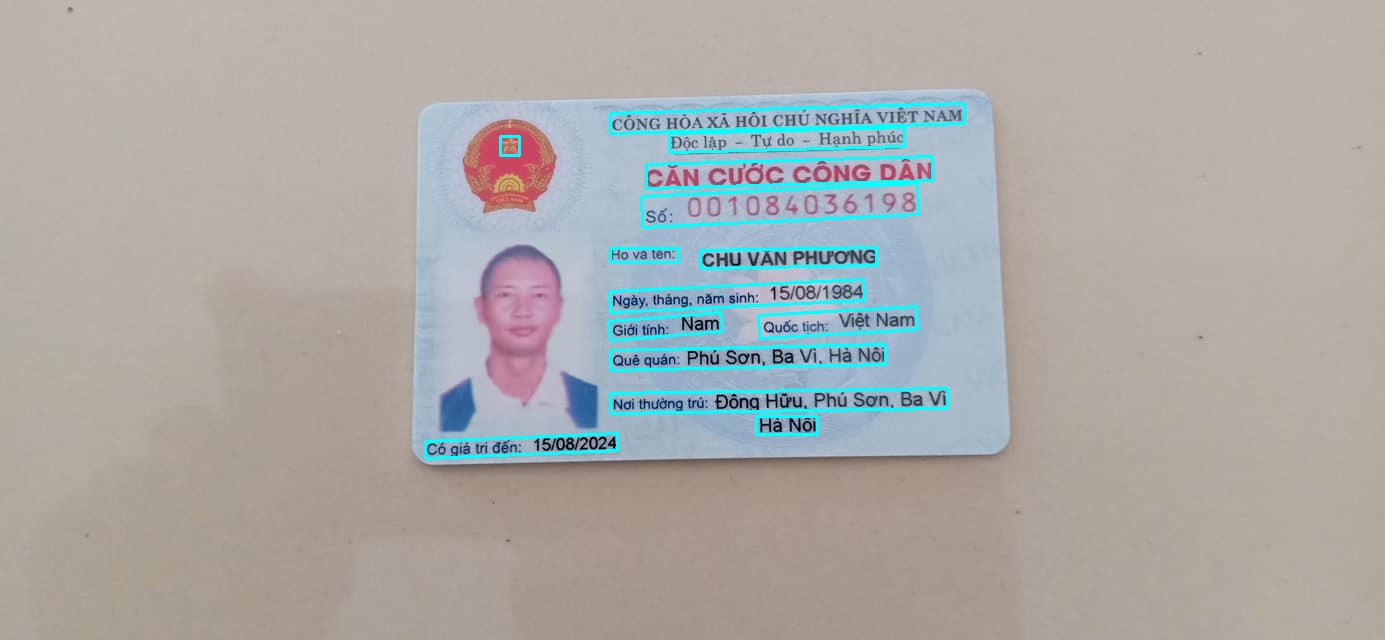 CỘNG HÒA XÃ HỘI CHỦ NGHĨA VIỆT NAM
Độc lập – Tự do – Hạnh phúc
CĂN CƯỚC CÔNG DÂN
Số: 001084036198
Họ và tên: CHU VĂN PHƯƠNG
Ngày, tháng, năm sinh: 15/08/1984
Giới tính: Nam Quốc tịch: Việt Nam
Quê quán: Phú Sơn, Ba Vì, Hà Nội
Nơi thường trú: Đông Hữu, Phú Sơn, Ba Vì
Hà Nội
Có giá trị đến: 15/08/2024